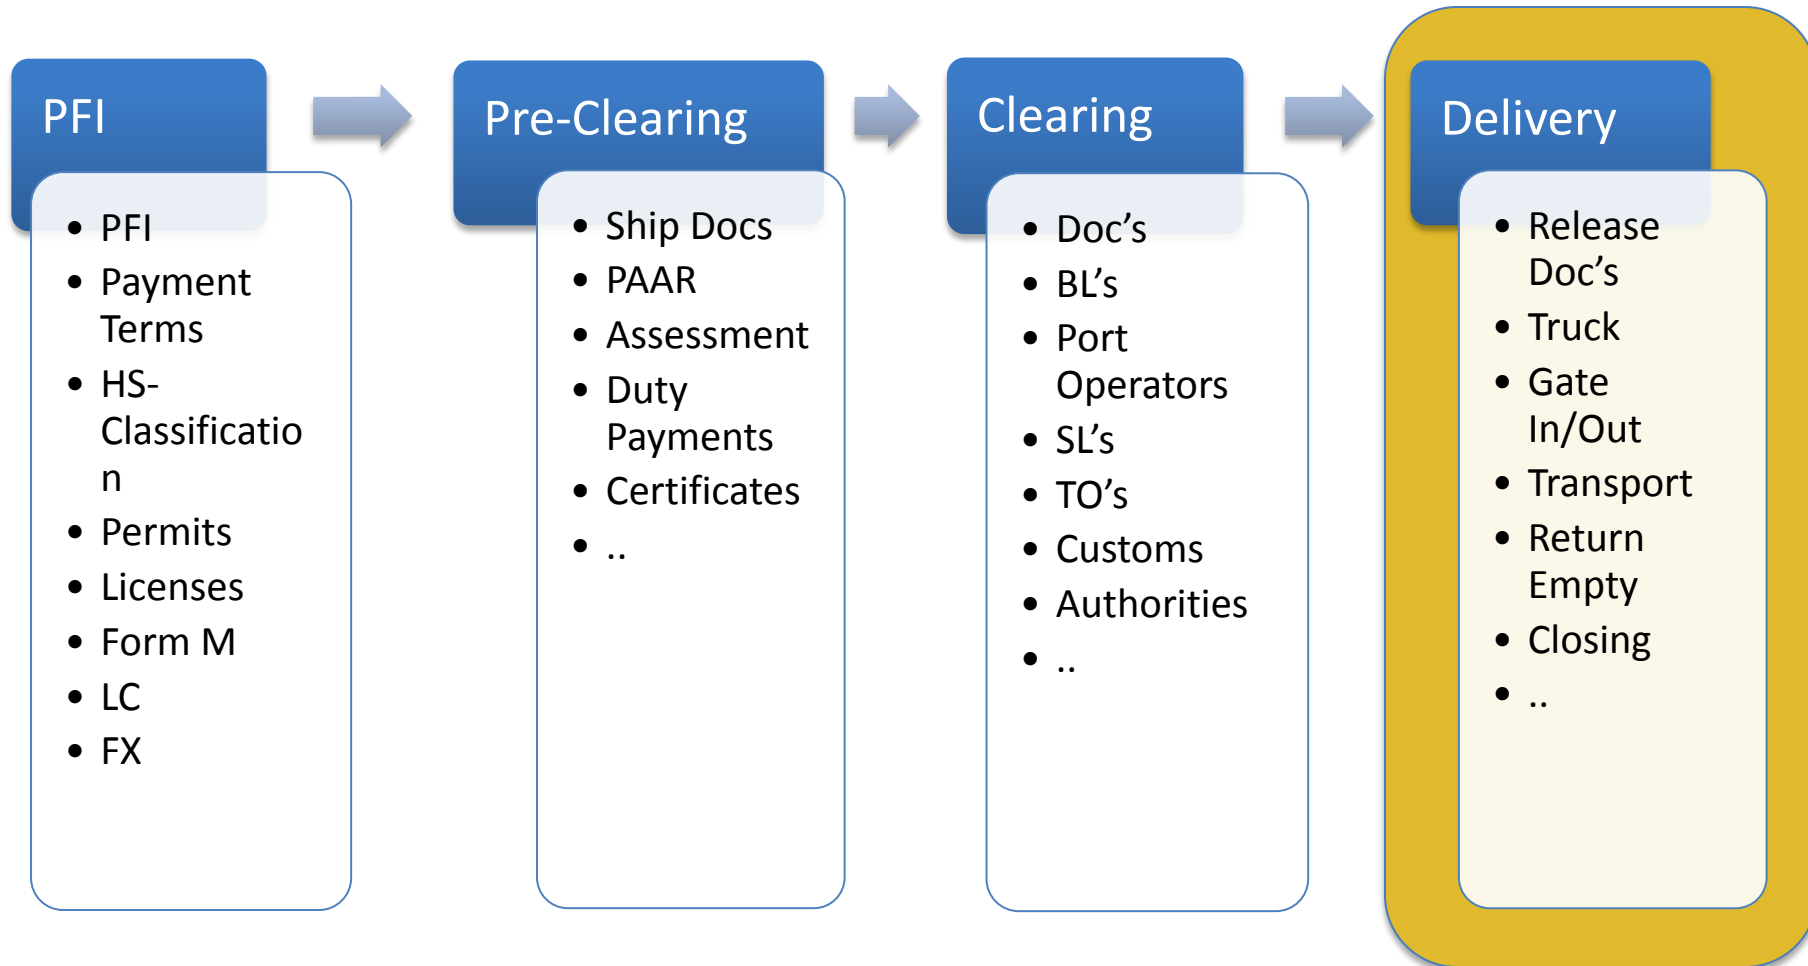 PFI
• PFI
• Payment
Terms
• HS-
Classificatio
n
• Permits
• Licenses
• Form M
• LC
• FX
Pre-Clearing
• Ship Docs
• PAAR
• Assessment
• Duty
Payments
• Certificates
• ..
Clearing
• Doc’s
• BL’s
• Port
Operators
• SL’s
• TO’s
• Customs
• Authorities
• ..
Delivery
• Release
Doc’s
• Truck
• Gate
In/Out
• Transport
• Return
Empty
• Closing
• ..